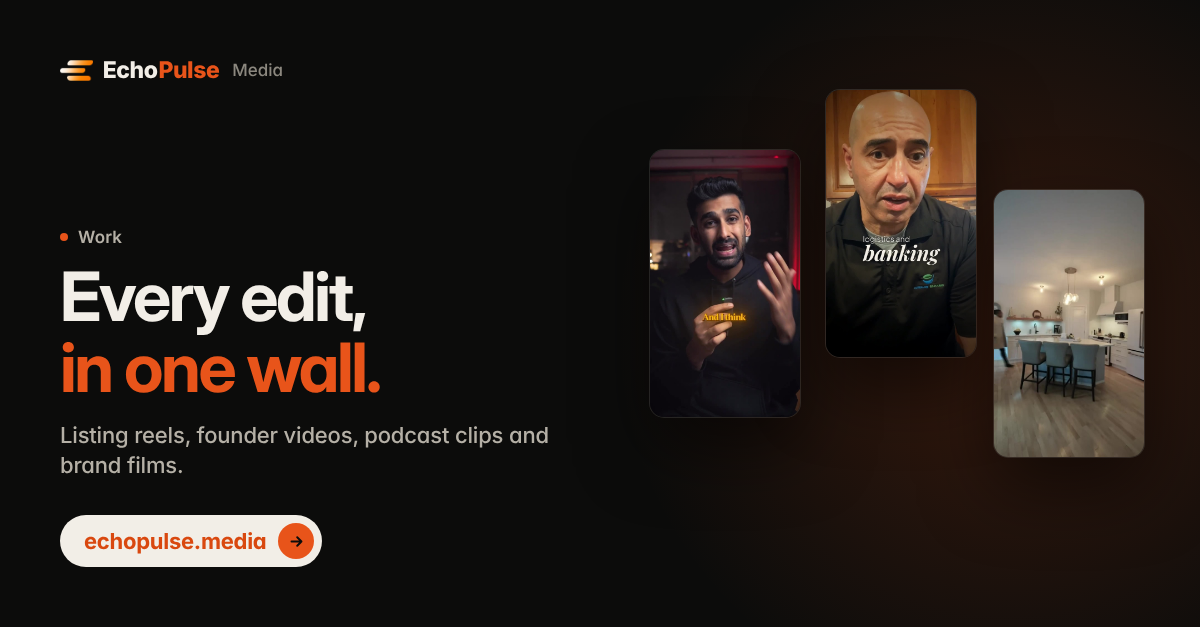 EchoPulse Media
Work
Every edit,
in one wall.
Listing reels, founder videos, podcast clips and
brand films.
echopulse.media
And I think
logistics and
banking